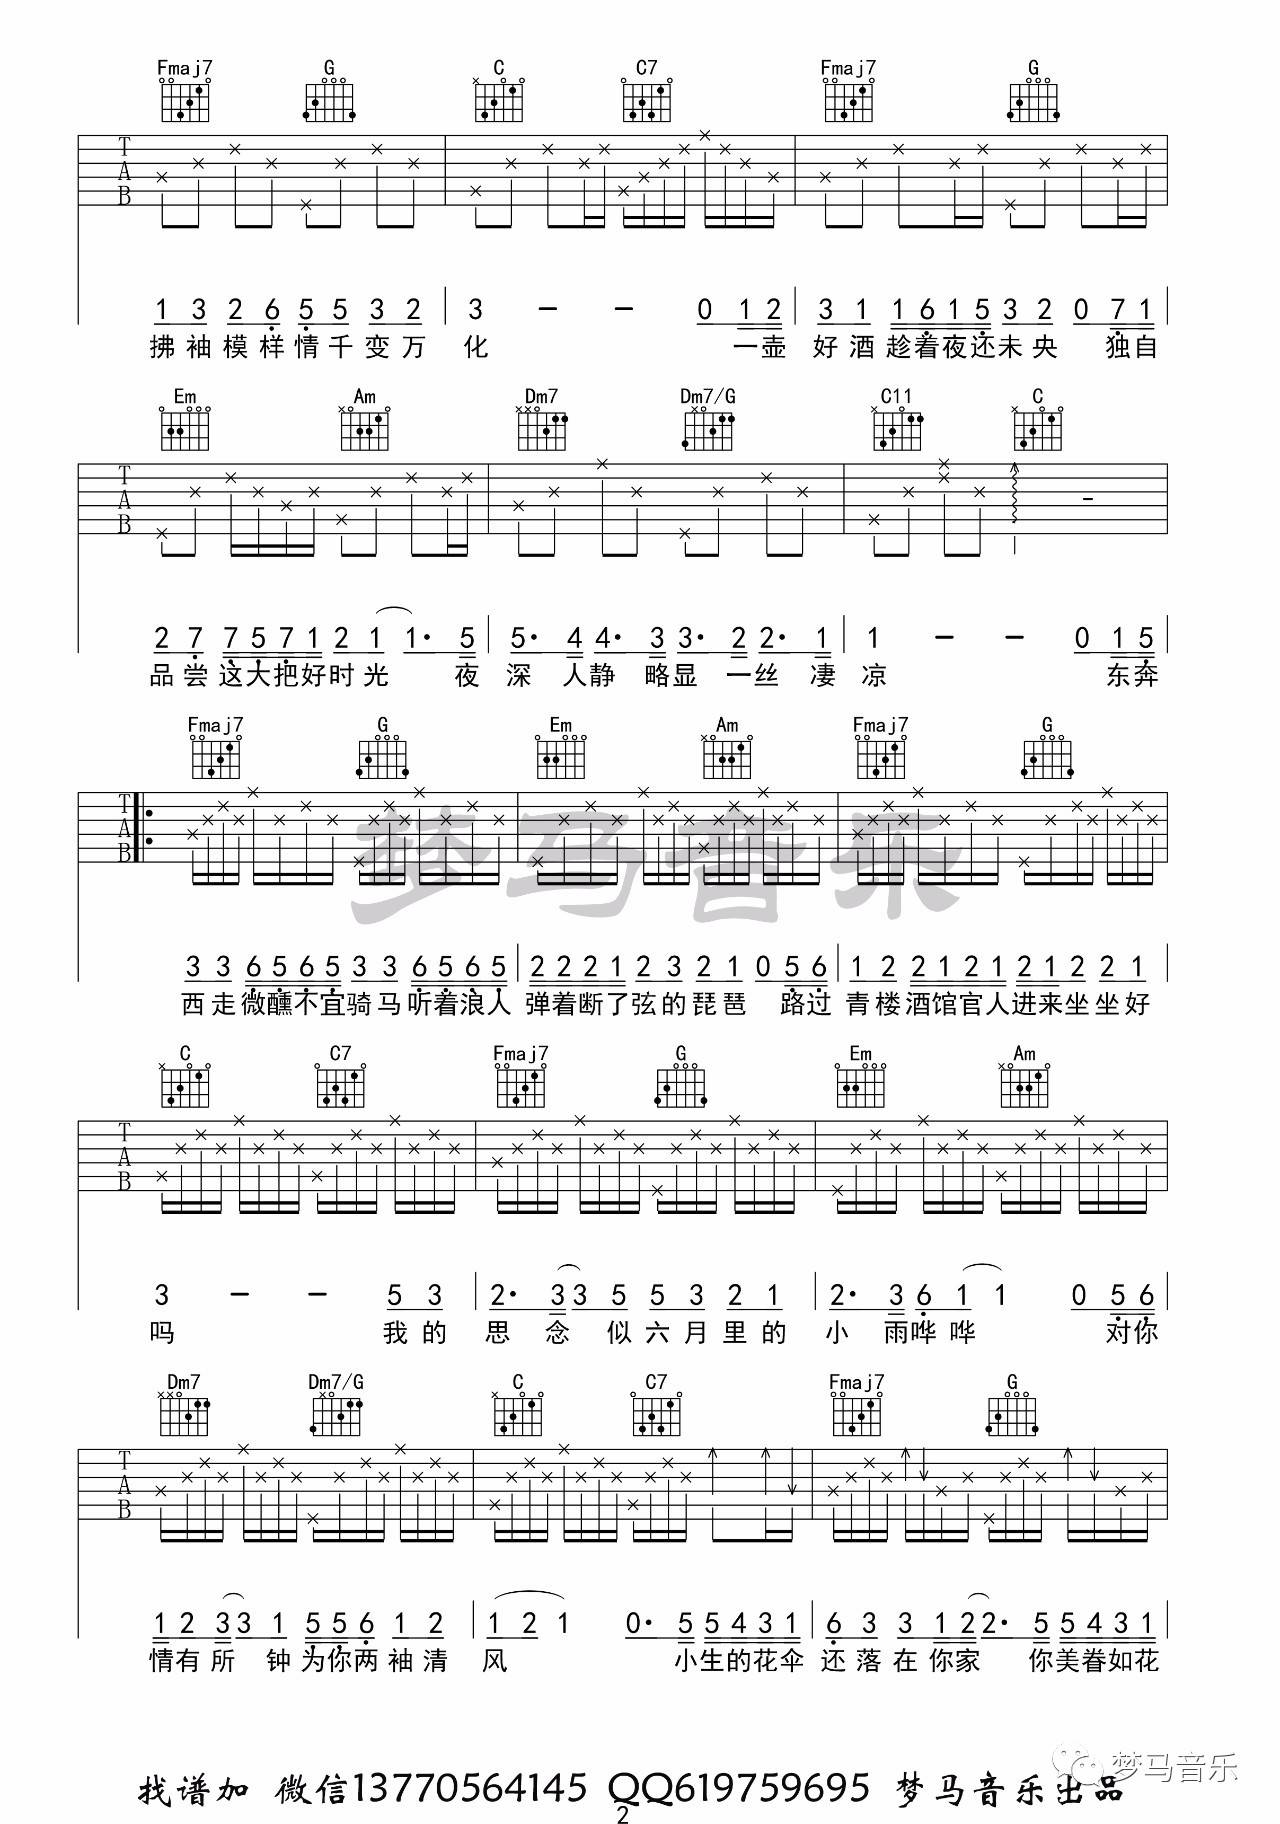 Fmaj7 G C C7 Fmaj7 G
T
A
B
1 3 2 6 5 5 3 2 3 - - 0 1 2 3 1 1 6 1 5 3 2 0 7 1
拂袖模样情千变万化 一壶好酒趁着夜还未央 独自
Em Am Dm7 Dm7/G C11 C
T
A
B
2 7 7 5 7 1 2 1 1· 5 5· 4 4· 3 3· 2 2· 1 1 - - 0 1 5
品尝这大把好时光 夜深人静略显一丝凄凉 东奔
Fmaj7 G Em Am Fmaj7 G
T
A
B
梦马音乐
3 3 6 5 6 5 3 3 6 5 6 5 2 2 2 1 2 3 2 1 0 5 6 1 2 2 1 2 1 2 1 2 2 1
西走微醺不宜骑马听着浪人弹着断了弦的琵琶 路过青楼酒馆官人进来坐坐好
C C7 Fmaj7 G Em Am
T
A
B
3 - - 5 3 2· 3 3 5 5 3 2 1 2· 3 6 1 1 0 5 6
吗 我的思念似六月里的小雨哗哗 对你
Dm7 Dm7/G C C7 Fmaj7 G
T
A
B
1 2 3 3 1 5 5 6 1 2 1 2 1 0· 5 5 4 3 1 6 3 3 1 2 2· 5 5 4 3 1
情有所钟为你两袖清风 小生的花伞还落在你家 你美眷如花
梦马音乐
找谱加 微信13770564145 QQ619759695 梦马音乐出品
2